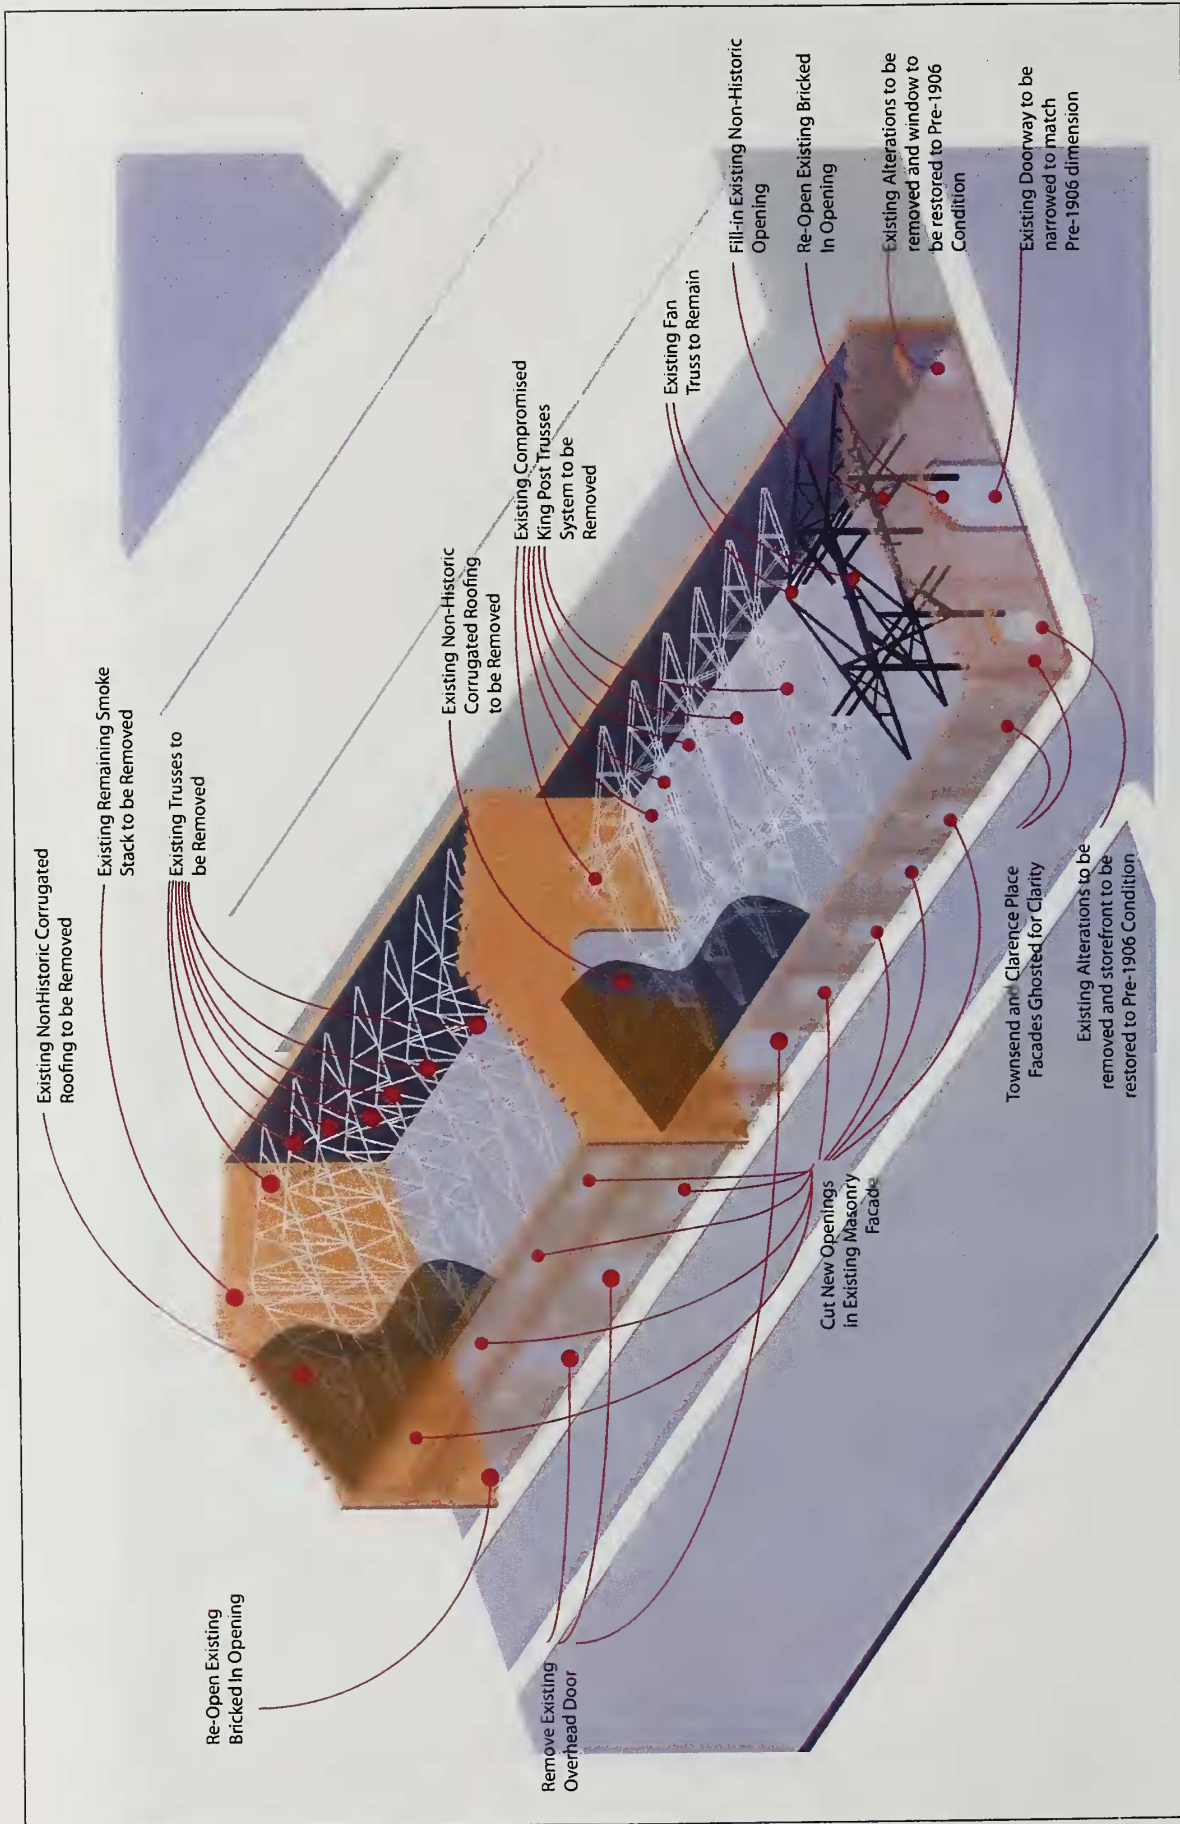 Existing NonHistoric Corrugated
Roofing to be Removed
Existing Remaining Smoke
Stack to be Removed
Existing Trusses to
be Removed
Existing Non-Historic
Corrugated Roofing
to be Removed
Existing Compromised
King Post Trusses
System to be
Removed
Existing Fan
Truss to Remain
Fill-in Existing Non-Historic
Opening
Re-Open Existing Bricked
In Opening
Existing Alterations to be
removed and window to
be restored to Pre-1906
Condition
Existing Doorway to be
narrowed to match
Pre-1906 dimension
Re-Open Existing
Bricked In Opening
Remove Existing
Overhead Door
Cut New Openings
in Existing Masonry
Facade
Townsend and Clarence Place
Facades Ghosted for Clarity
Existing Alterations to be
removed and storefront to be
restored to Pre-1906 Condition